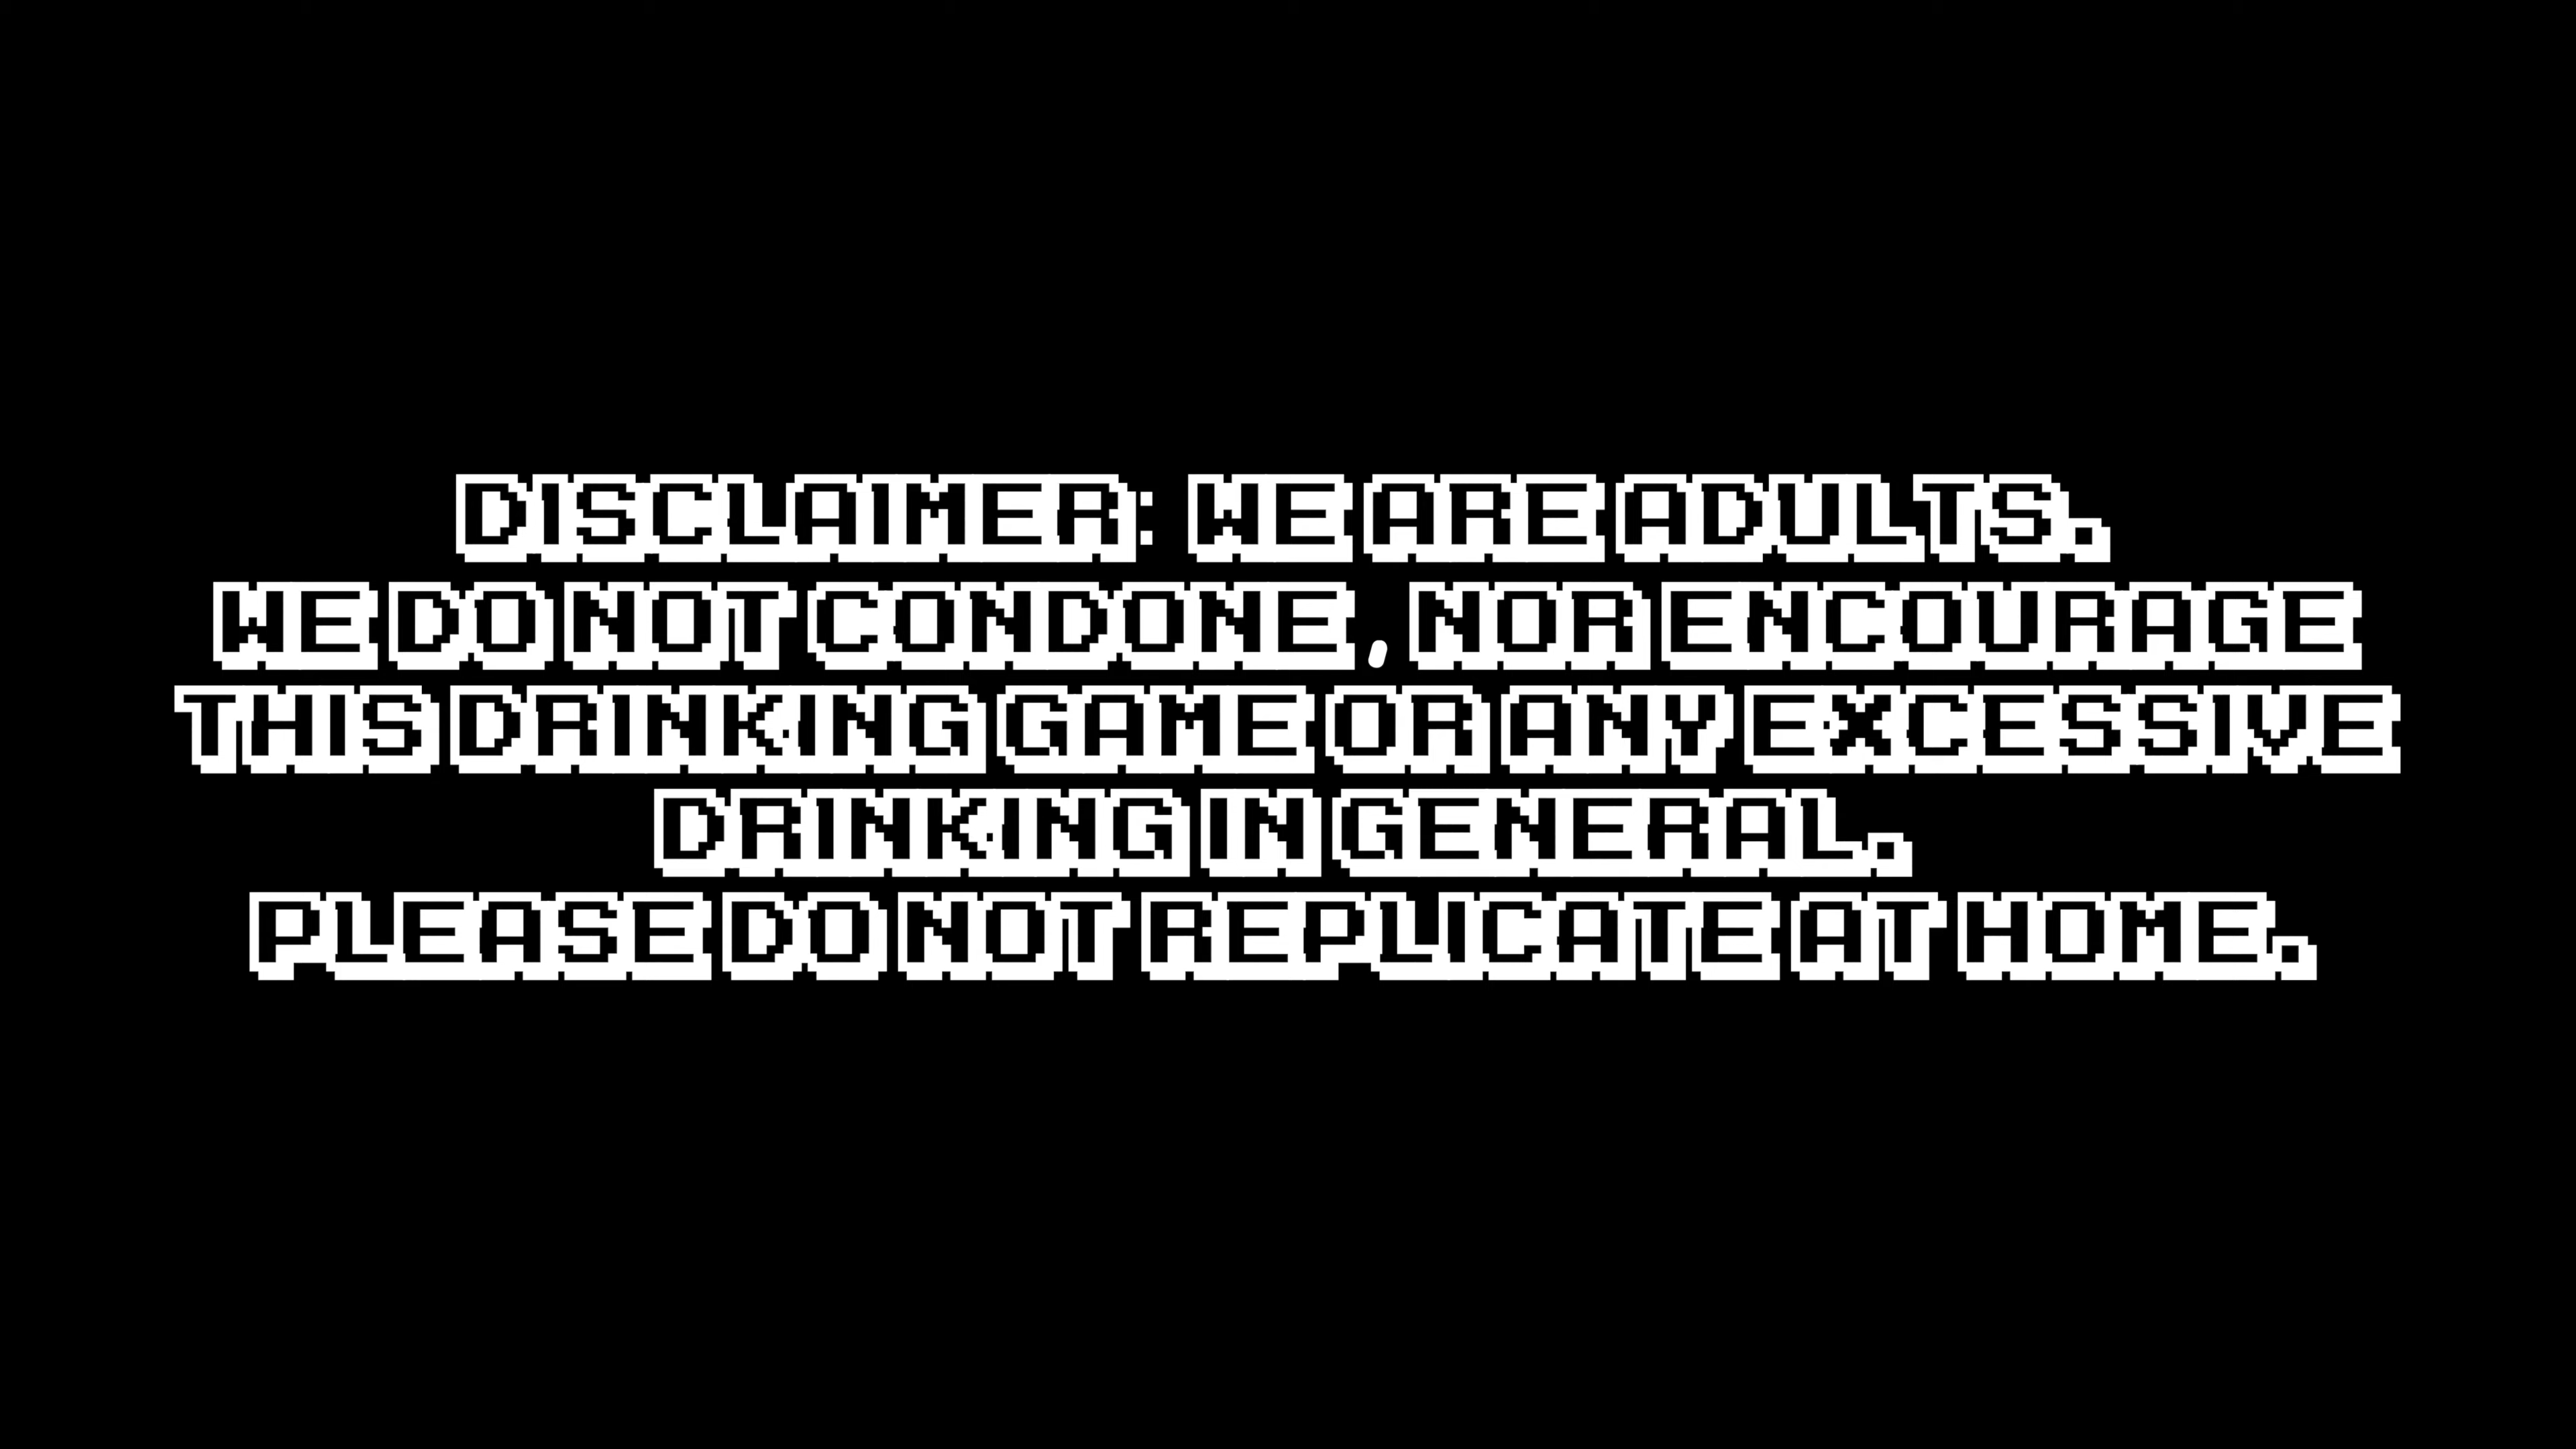 DISCLAIMER: WE ARE ADULTS.
WE DO NOT CONDONE, NOR ENCOURAGE
THIS DRINKING GAME OR ANY EXCESSIVE
DRINKING IN GENERAL.
PLEASE DO NOT REPLICATE AT HOME.